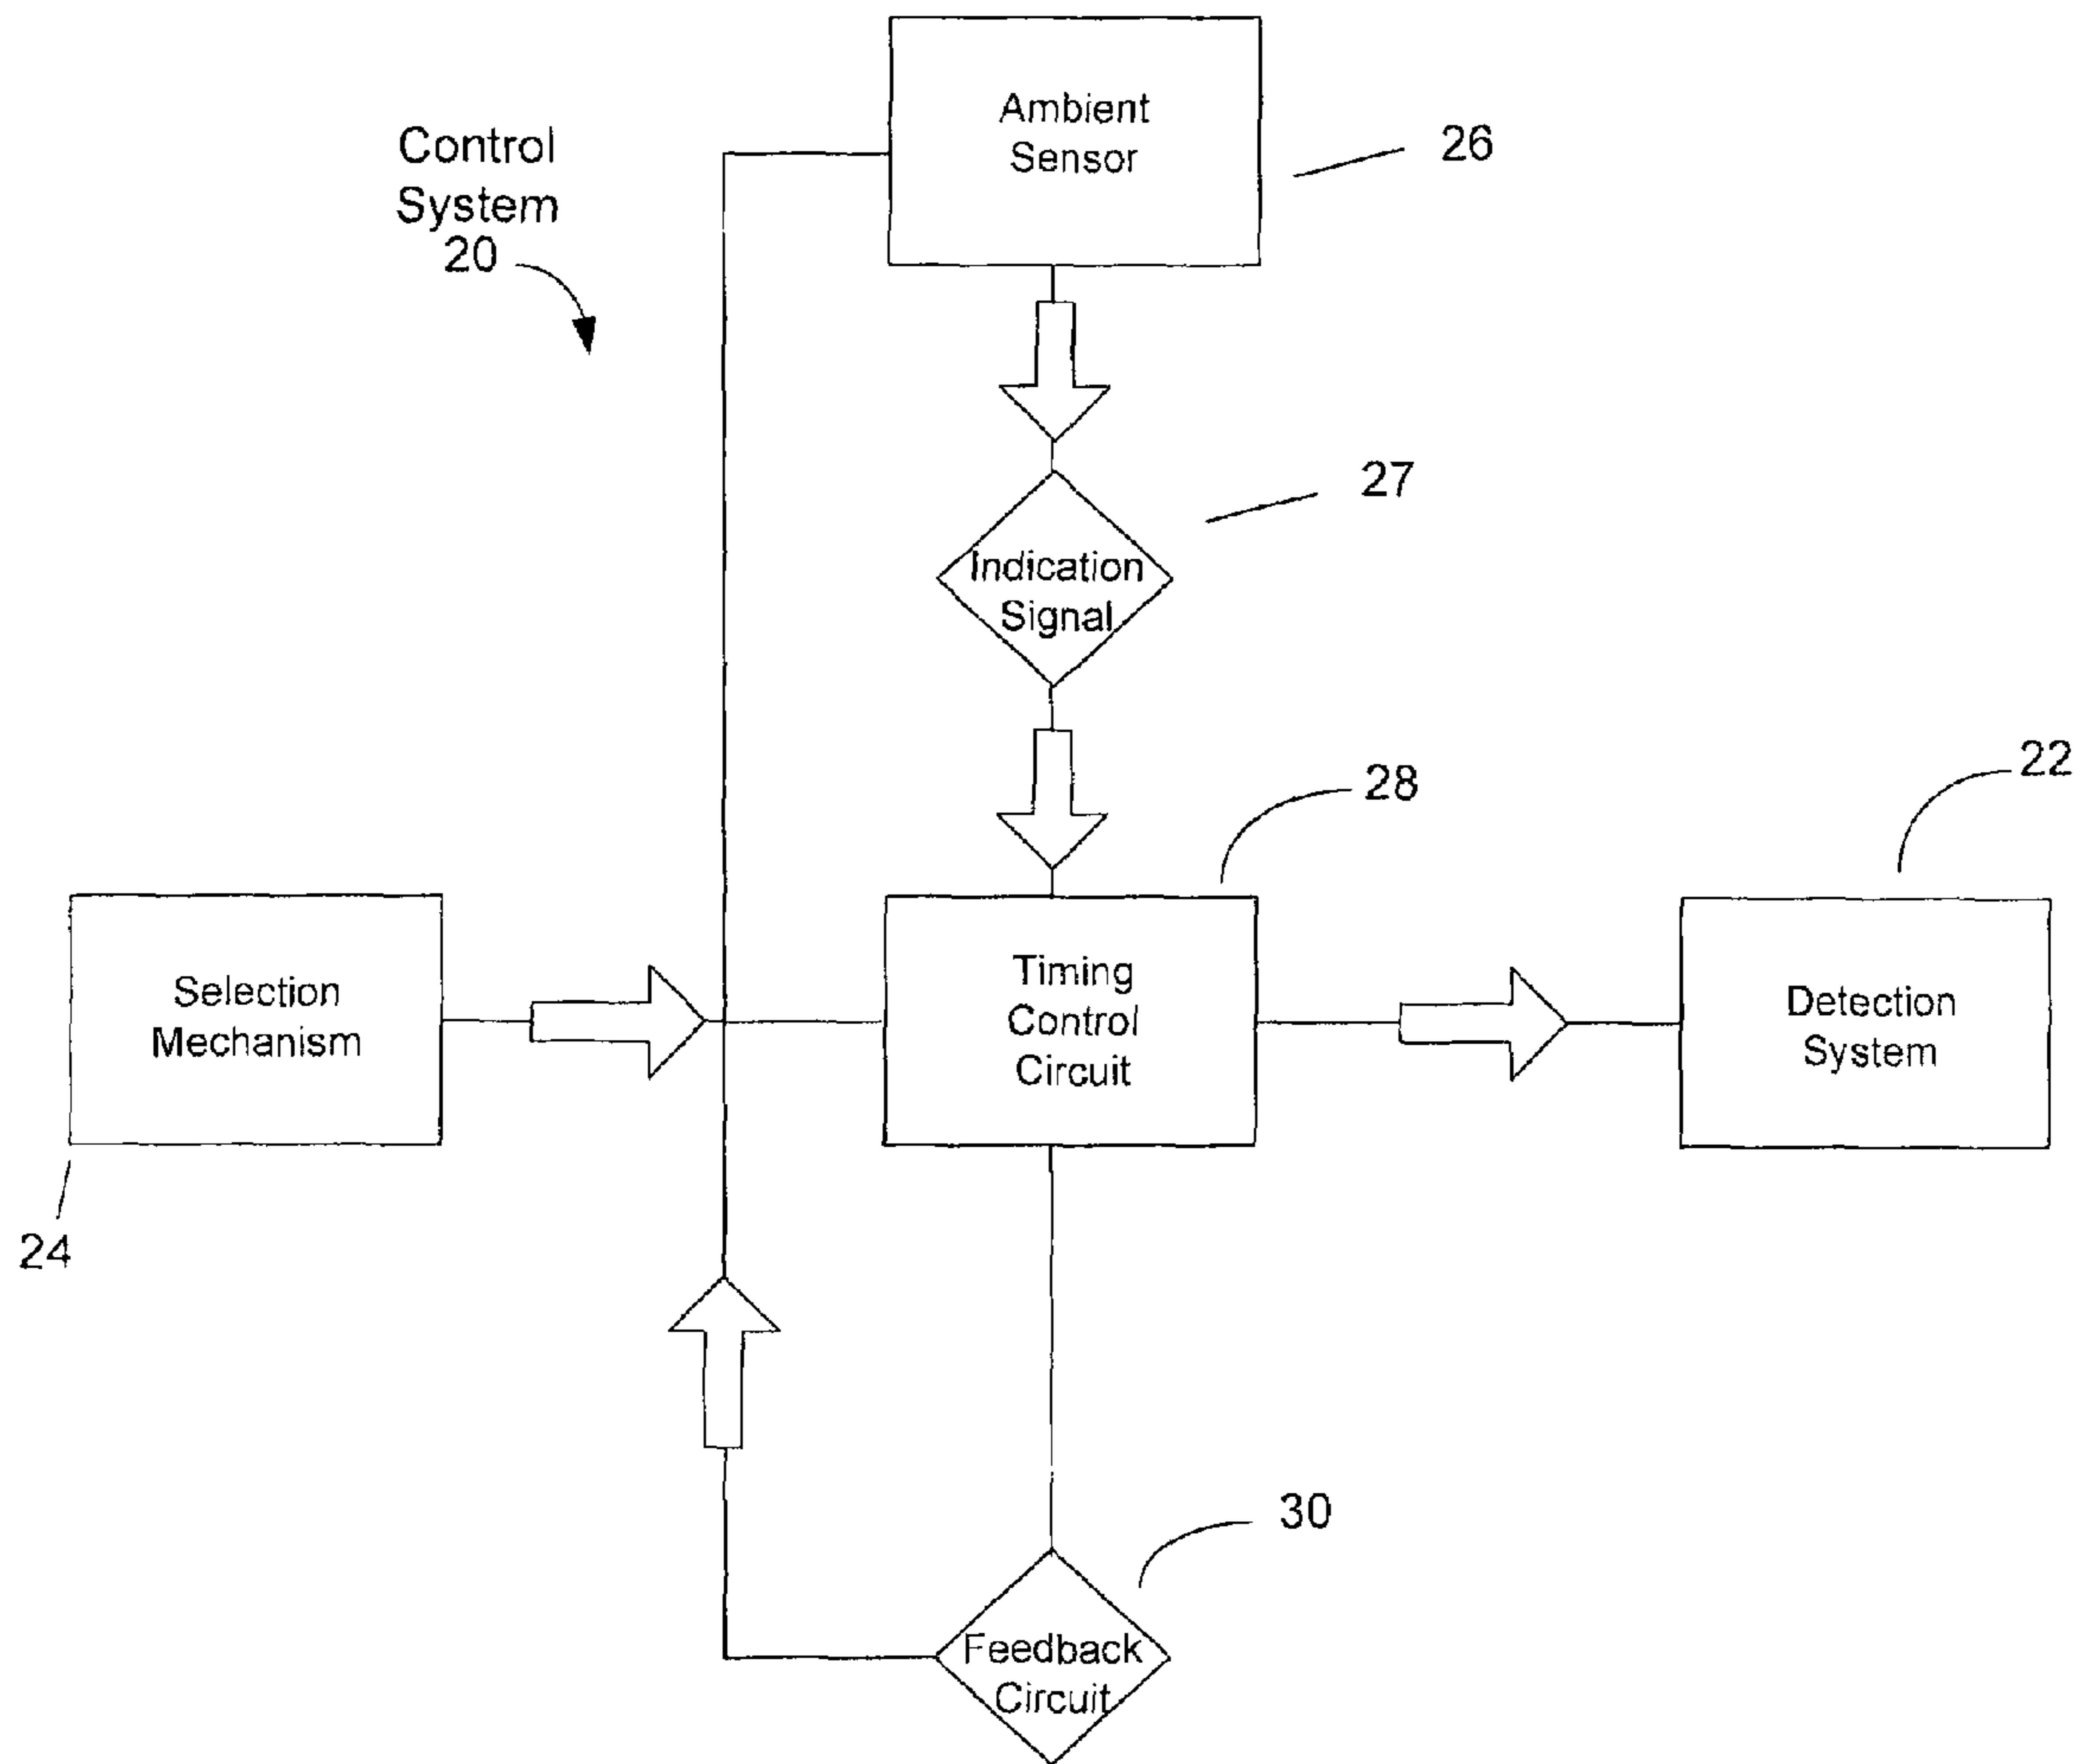 Ambient
Sensor
26
Control
System
20
27
Indication
Signal
28
22
Selection
Mechanism
Timing
Control
Circuit
Detection
System
24
30
Feedback
Circuit